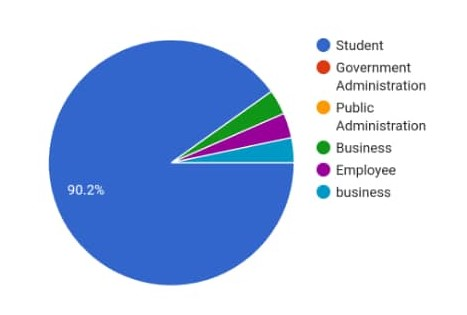 Student
Government
Administration
Public
Administration
Business
Employee
business
90.2%